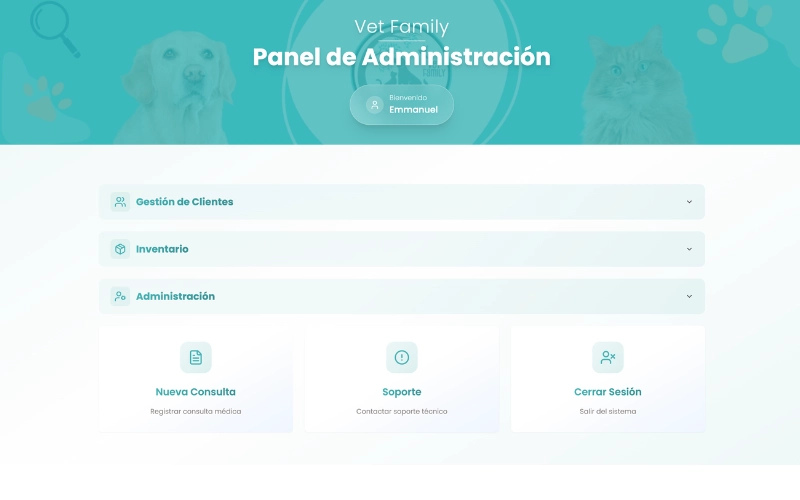 Vet Family
Panel de Administración
FAMILY
Bienvenido
Emmanuel
Gestión de Clientes
Inventario
Administración
Nueva Consulta
Registrar consulta médica
Soporte
Contactar soporte técnico
Cerrar Sesión
Salir del sistema